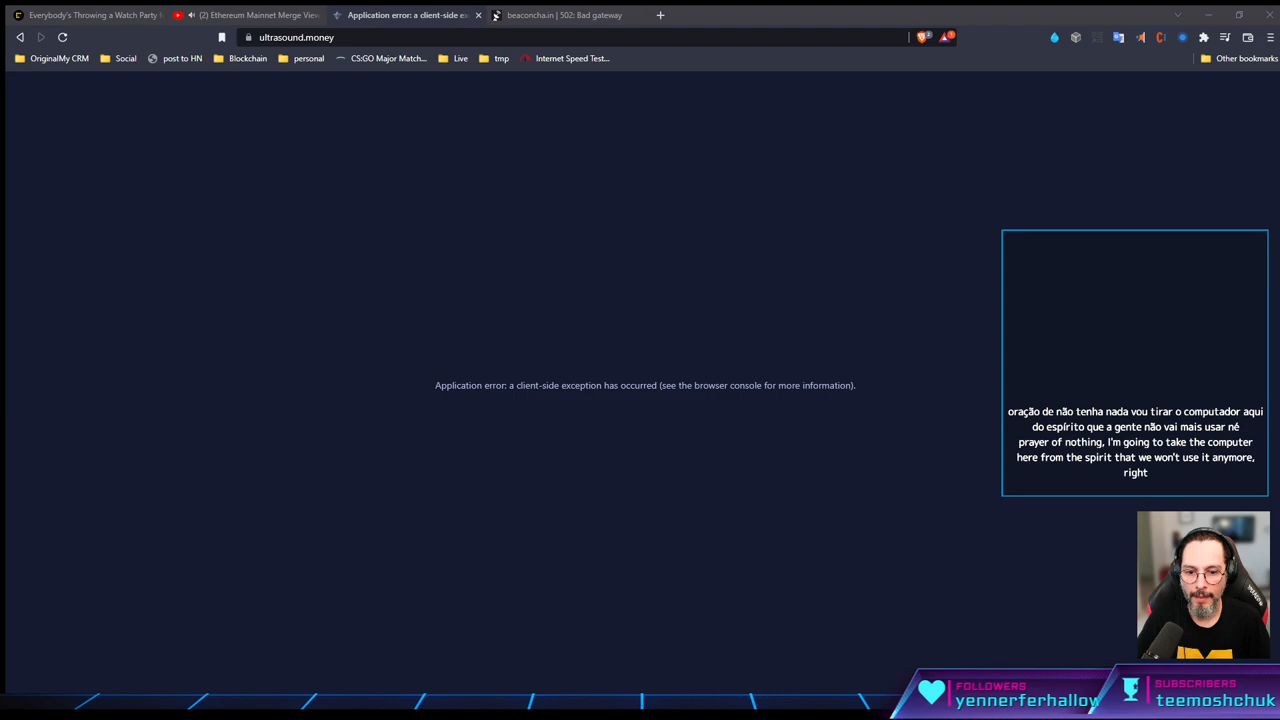 Everybody's Throwing a Watch Party f
(2) Ethereum Mainnet Merge View
Application error: a client-side ex
beaconcha.in | 502: Bad gateway
ultrasound.money
OriginalMy CRM
Social
post to HN
Blockchain
personal
CS:GO Major Match...
Live
tmp
Internet Speed Test...
Other bookmarks
Application error: a client-side exception has occurred (see the browser console for more information).
oração de não tenha nada vou tirar o computador aqui
do espírito que a gente não vai mais usar né
prayer of nothing, I'm going to take the computer
here from the spirit that we won't use it anymore,
right
FOLLOWERS
yennerferhallow
SUBSCRIBERS
teemoshchuk